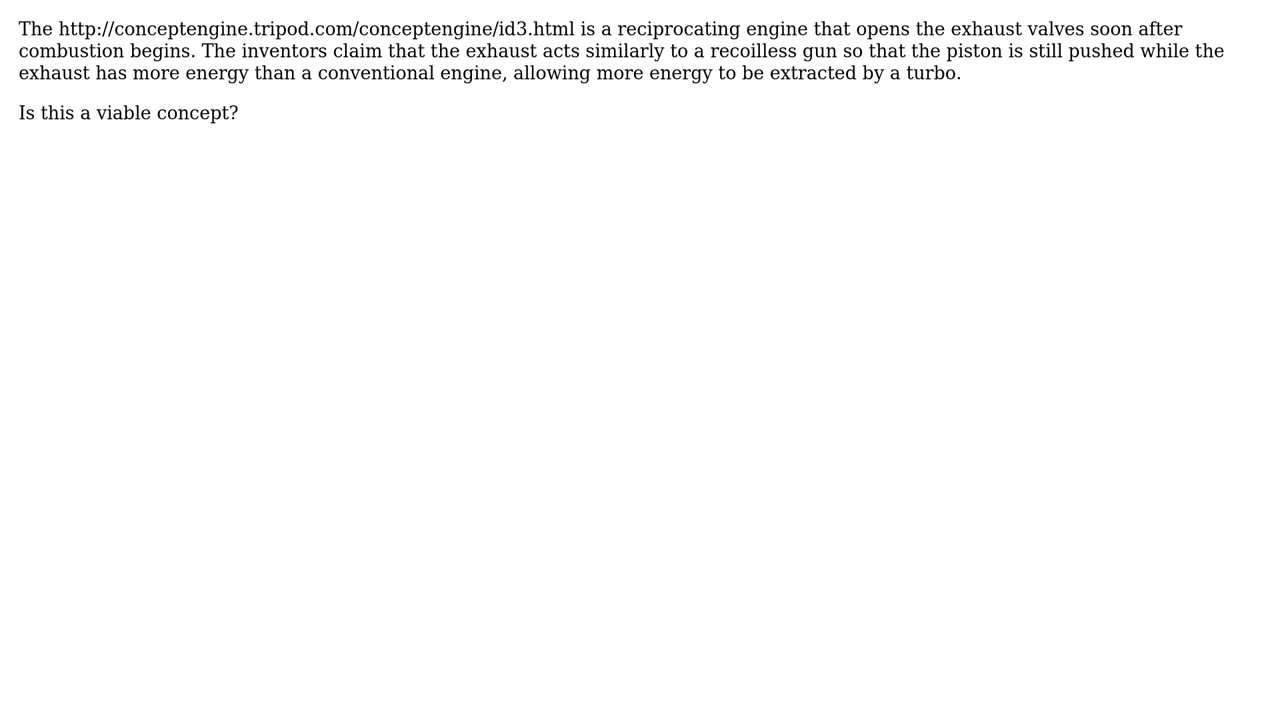 The http://conceptengine.tripod.com/conceptengine/id3.html is a reciprocating engine that opens the exhaust valves soon after
combustion begins. The inventors claim that the exhaust acts similarly to a recoilless gun so that the piston is still pushed while the
exhaust has more energy than a conventional engine, allowing more energy to be extracted by a turbo.
Is this a viable concept?